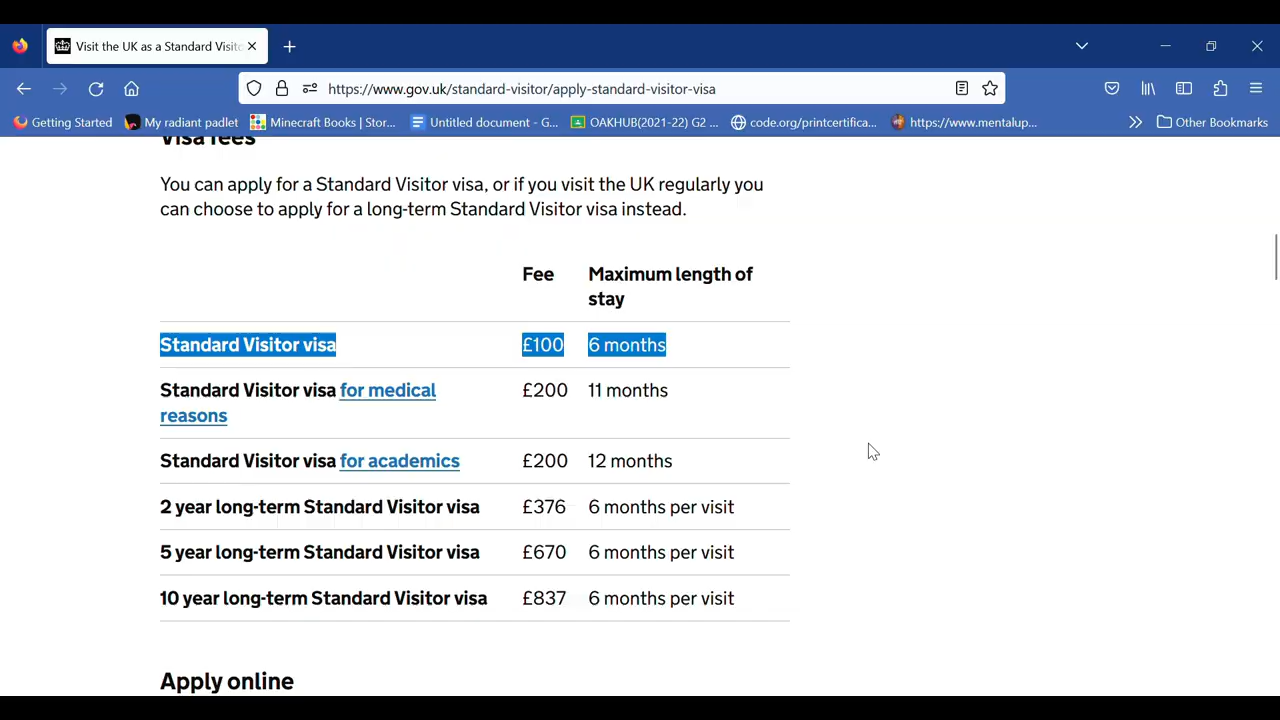 Visit the UK as a Standard Visito
https://www.gov.uk/standard-visitor/apply-standard-visitor-visa
Getting Started
My radiant padlet
Minecraft Books | Stor...
Untitled document - G...
OAKHUB(2021-22) G2 ...
code.org/printcertifica...
https://www.mentalup...
Other Bookmarks
Visa fees
You can apply for a Standard Visitor visa, or if you visit the UK regularly you
can choose to apply for a long-term Standard Visitor visa instead.
Fee Maximum length of
stay
Standard Visitor visa £100 6 months
Standard Visitor visa for medical £200 11 months
reasons
Standard Visitor visa for academics £200 12 months
2 year long-term Standard Visitor visa £376 6 months per visit
5 year long-term Standard Visitor visa £670 6 months per visit
10 year long-term Standard Visitor visa £837 6 months per visit
Apply online